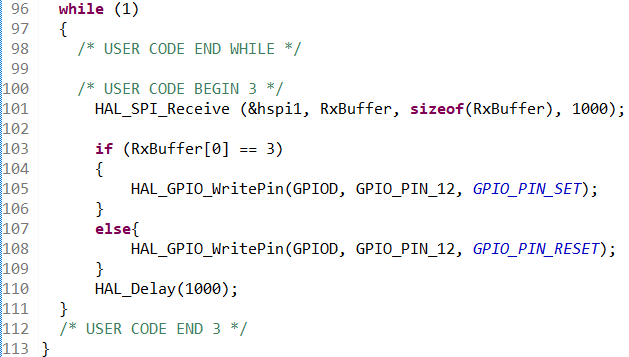 96 while (1)
97 {
98 /* USER CODE END WHILE */
99
100 /* USER CODE BEGIN 3 */
101 HAL_SPI_Receive (&hspi1, RxBuffer, sizeof(RxBuffer), 1000);
102
103 if (RxBuffer[0] == 3)
104 {
105 HAL_GPIO_WritePin(GPIOD, GPIO_PIN_12, GPIO_PIN_SET);
106 }
107 else{
108 HAL_GPIO_WritePin(GPIOD, GPIO_PIN_12, GPIO_PIN_RESET);
109 }
110 HAL_Delay(1000);
111 }
112 /* USER CODE END 3 */
113 }